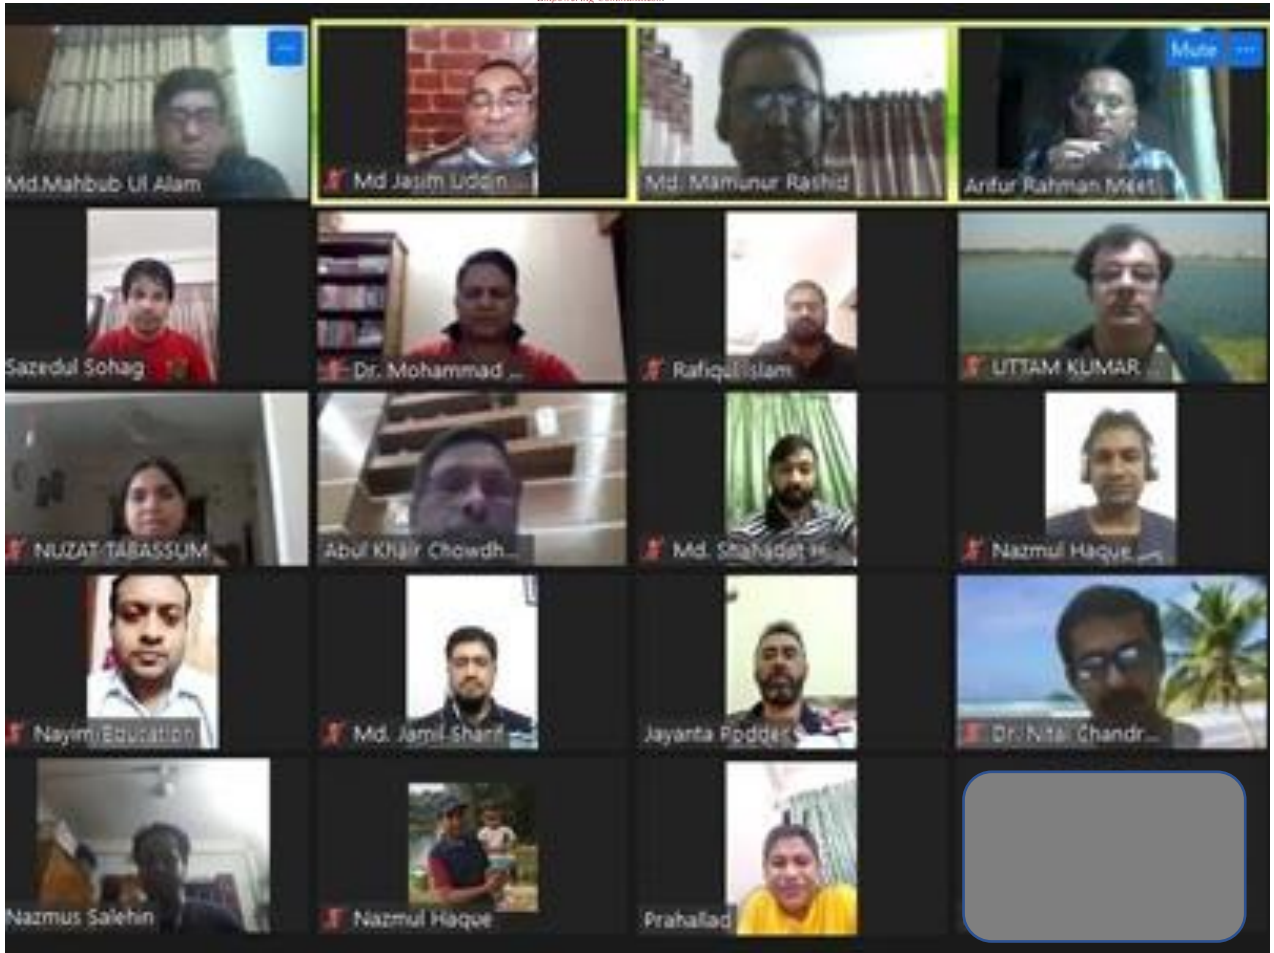 ...
Md.Mahbub Ul Alam
Md Jasim Uddin
Md. Mamunur Rashid
Mute ...
Arifur Rahman Meet
Sazedul Sohag
Dr. Mohammad ...
Rafiqul islam
UTTAM KUMAR ...
NUZAT TABASSUM
Abul Khair Chowdh...
Md. Shahadat H...
Nazmul Haque
Nayim Education
Md. Jamil Sharif
Jayanta Podder
Dr. Nitai Chandr...
Nazmus Salehin
Nazmul Haque
Prahallad